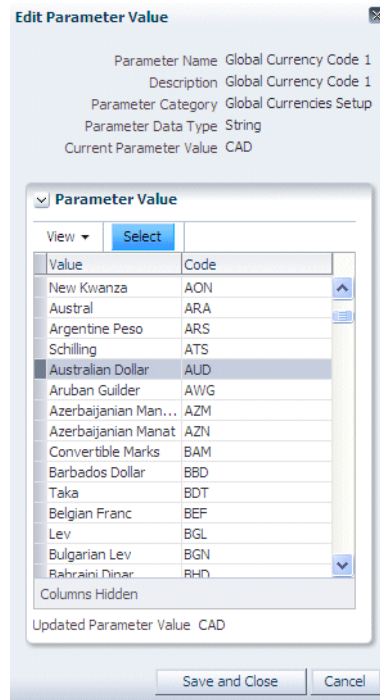 Edit Parameter Value
Parameter Name Global Currency Code 1
Description Global Currency Code 1
Parameter Category Global Currencies Setup
Parameter Data Type String
Current Parameter Value CAD
Parameter Value
View Select
Value Code
New Kwanza AON
Austral ARA
Argentine Peso ARS
Schilling ATS
Australian Dollar AUD
Aruban Guilder AWG
Azerbaijanian Man... AZM
Azerbaijanian Manat AZN
Convertible Marks BAM
Barbados Dollar BBD
Taka BDT
Belgian Franc BEF
Lev BGL
Bulgarian Lev BGN
Bahraini Dinar BHD
Columns Hidden
Updated Parameter Value CAD
Save and Close Cancel